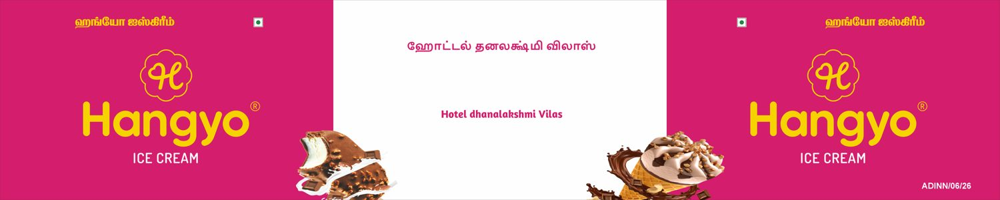 ஹங்யோ ஐஸ்கிரீம்
H
Hangyo®
ICE CREAM
ஹோட்டல் தனலக்ஷ்மி விலாஸ்
Hotel dhanalakshmi Vilas
ஹங்யோ ஐஸ்கிரீம்
H
Hangyo®
ICE CREAM
ADINN/06/26